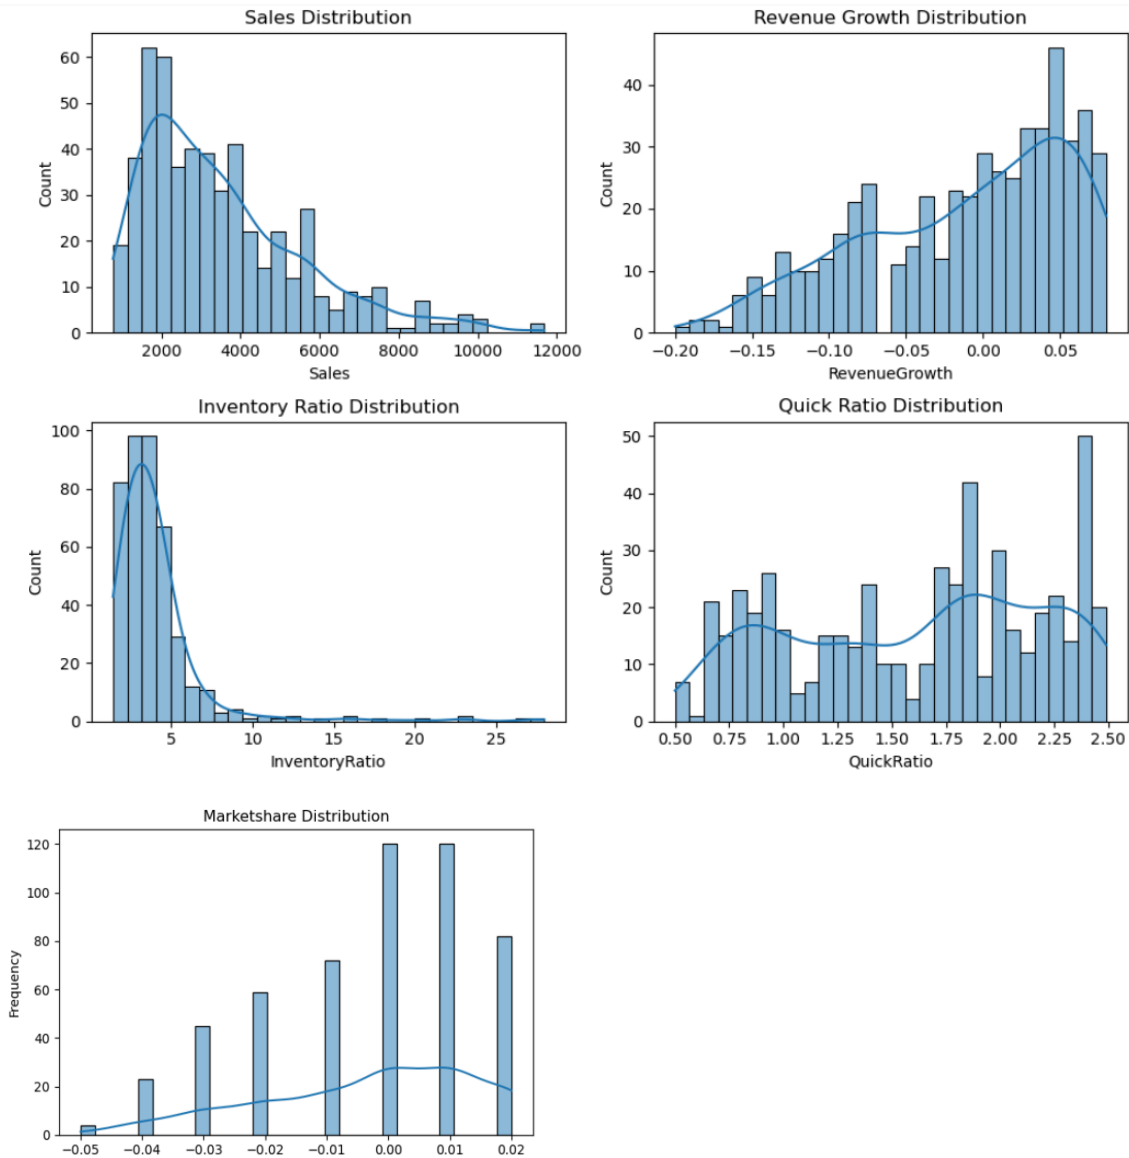 Sales Distribution
60
50
40
30
20
10
0
Count
2000 4000 6000 8000 10000 12000
Sales
Revenue Growth Distribution
40
30
20
10
0
Count
−0.20 −0.15 −0.10 −0.05 0.00 0.05
RevenueGrowth
Inventory Ratio Distribution
100
80
60
40
20
0
Count
5 10 15 20 25
InventoryRatio
Quick Ratio Distribution
50
40
30
20
10
0
Count
0.50 0.75 1.00 1.25 1.50 1.75 2.00 2.25 2.50
QuickRatio
Marketshare Distribution
120
100
80
60
40
20
0
Frequency
−0.05 −0.04 −0.03 −0.02 −0.01 0.00 0.01 0.02